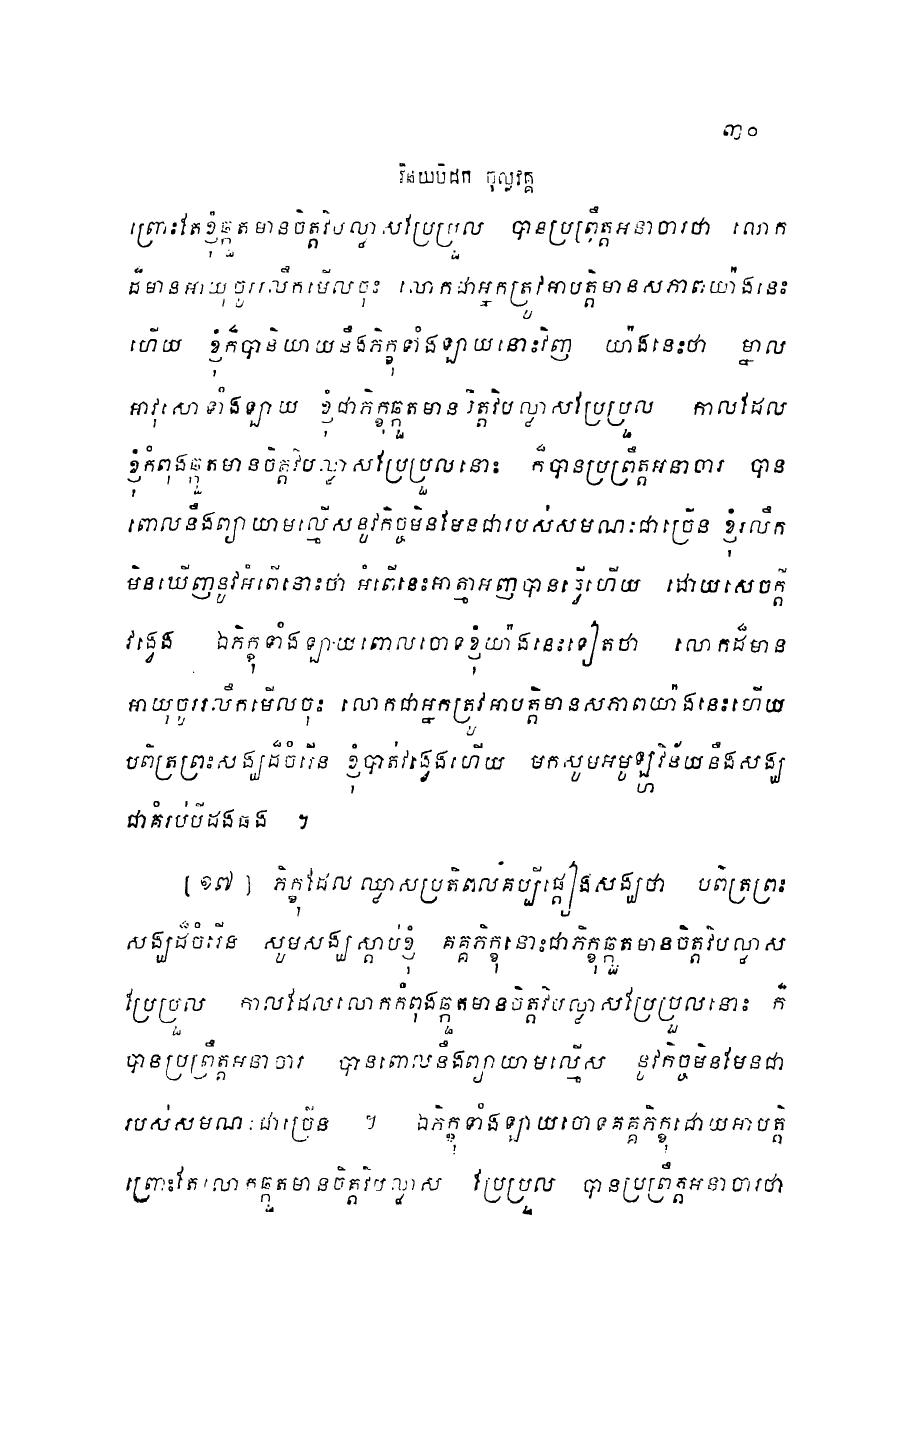 ៣០
វិនយបិដក ចុល្លវគ្គ
ព្រោះតែខ្ញុំឆ្កួតមានចិត្តវិបល្លាសប្រែប្រួល បានប្រព្រឹត្តអនាចារថា លោក
ដ៏មានអាយុចូររលឹកមើលចុះ លោកជាអ្នកត្រូវអាបត្តិមានសភាពយ៉ាងនេះ
ហើយ ខ្ញុំក៏បាននិយាយនឹងភិក្ខុទាំងឡាយនោះវិញ យ៉ាងនេះថា ម្នាល
អាវុសោទាំងឡាយ ខ្ញុំជាភិក្ខុឆ្កួតមានចិត្តវិបល្លាសប្រែប្រួល កាលដែល
ខ្ញុំកំពុងឆ្កួតមានចិត្តវិបល្លាសប្រែប្រួលនោះ ក៏បានប្រព្រឹត្តអនាចារ បាន
ពោលនឹងព្យាយាមល្មើសនូវកិច្ចមិនមែនជារបស់សមណៈជាច្រើន ខ្ញុំរលឹក
មិនឃើញនូវអំពើនោះថា អំពើនេះអាត្មាអញបានធ្វើហើយ ដោយសេចក្តី
វង្វេង ឯភិក្ខុទាំងឡាយពោលចោទខ្ញុំយ៉ាងនេះទៀតថា លោកដ៏មាន
អាយុចូររលឹកមើលចុះ លោកជាអ្នកត្រូវអាបត្តិមានសភាពយ៉ាងនេះហើយ
បពិត្រព្រះសង្ឃដ៏ចំរើន ខ្ញុំបាត់វង្វេងហើយ មកសូមអមូឡ្ហវិន័យនឹងសង្ឃ
ជាគំរប់បីដងផង ។
[១៧] ភិក្ខុដែលឈ្លាសប្រតិពលគប្បីផ្តៀងសង្ឃថា បពិត្រព្រះ
សង្ឃដ៏ចំរើន សូមសង្ឃស្តាប់ខ្ញុំ គគ្គភិក្ខុនោះជាភិក្ខុឆ្កួតមានចិត្តវិបល្លាស
ប្រែប្រួល កាលដែលលោកកំពុងឆ្កួតមានចិត្តវិបល្លាសប្រែប្រួលនោះ ក៏
បានប្រព្រឹត្តអនាចារ បានពោលនឹងព្យាយាមល្មើស នូវកិច្ចមិនមែនជា
របស់សមណៈជាច្រើន ។ ឯភិក្ខុទាំងឡាយចោទគគ្គភិក្ខុដោយអាបត្តិ
ព្រោះតែលោកឆ្កួតមានចិត្តវិបល្លាស ប្រែប្រួល បានប្រព្រឹត្តអនាចារថា